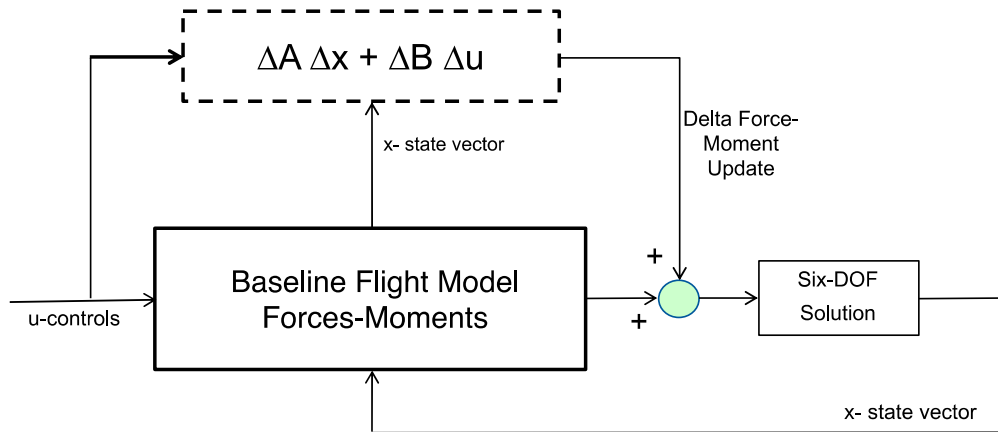 ΔA Δx + ΔB Δu
x- state vector
Delta Force-
Moment
Update
Baseline Flight Model
Forces-Moments
u-controls
+
+
Six-DOF
Solution
x- state vector